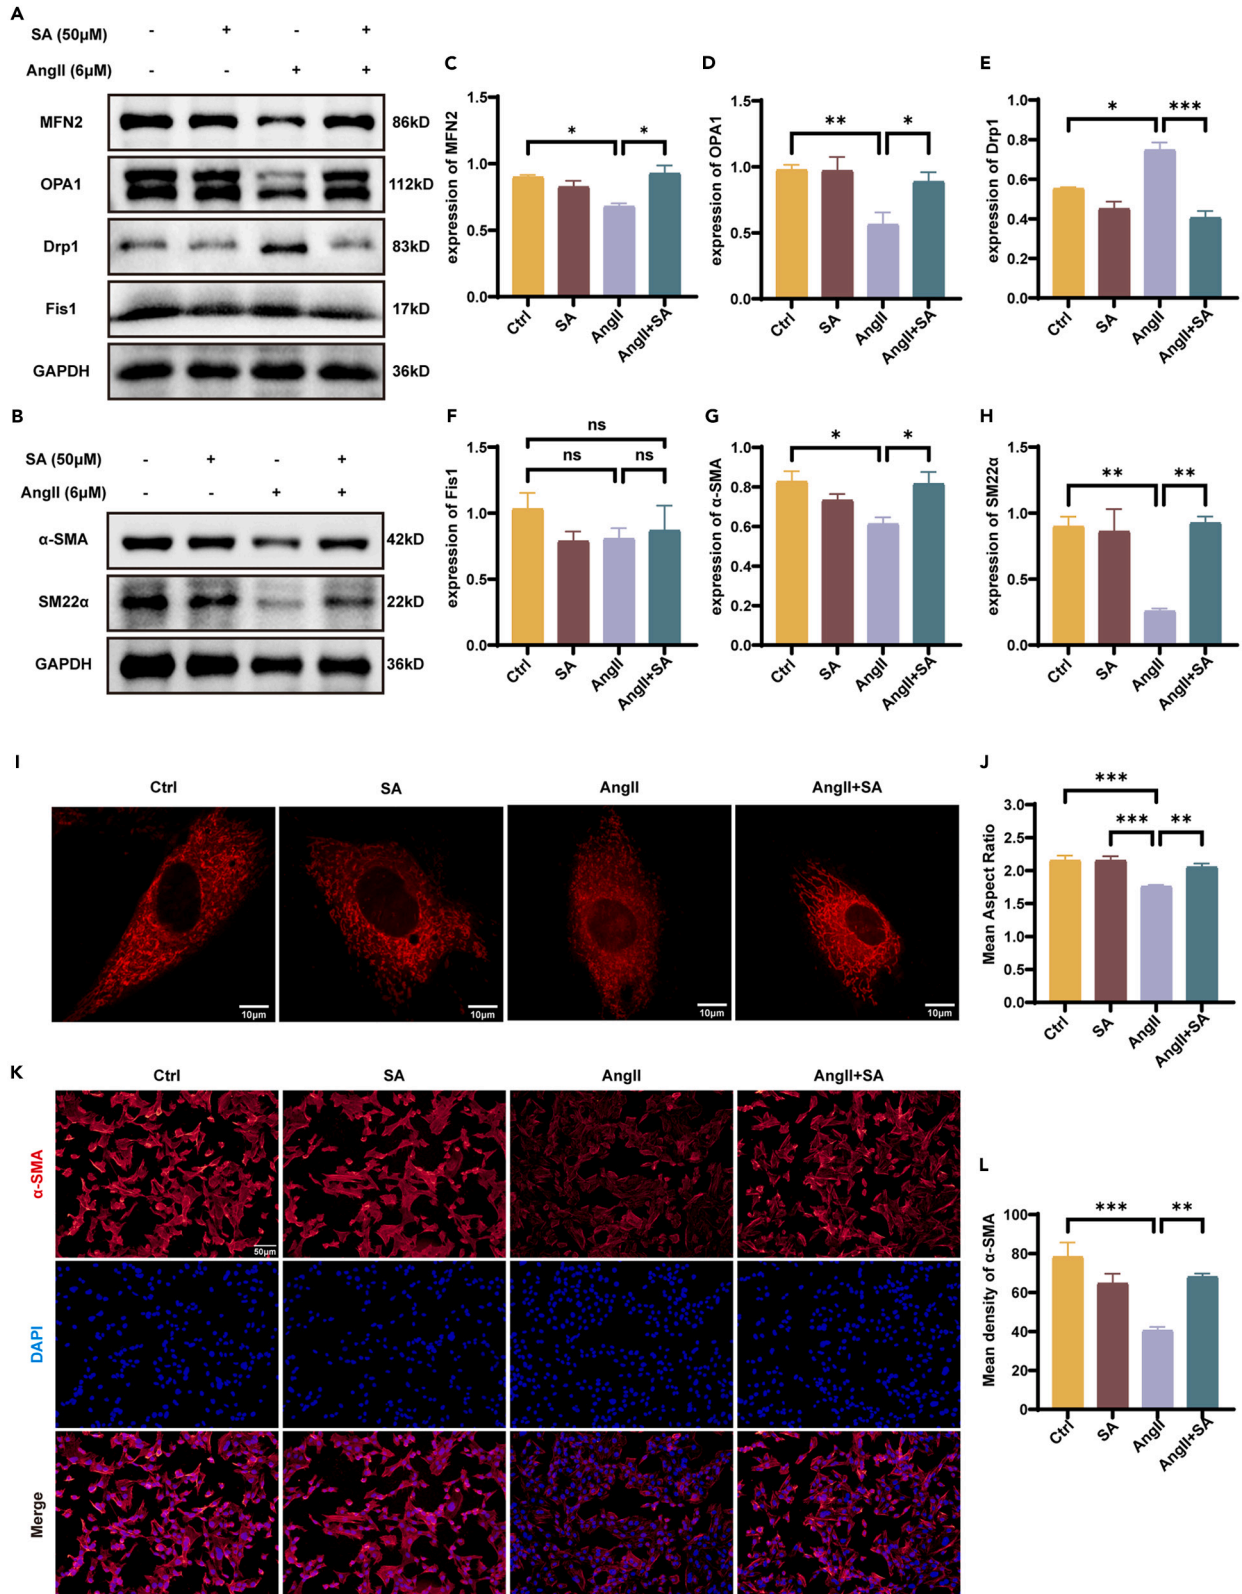 A
SA (50μM) - + - +
AngII (6μM) - - + +
MFN2 86kD
OPA1 112kD
Drp1 83kD
Fis1 17kD
GAPDH 36kD
B
SA (50μM) - + - +
AngII (6μM) - - + +
α-SMA 42kD
SM22α 22kD
GAPDH 36kD
C
expression of MFN2
1.5
1.0
0.5
0.0
* *
Ctrl SA AngII AngII+SA
D
expression of OPA1
1.5
1.0
0.5
0.0
** *
Ctrl SA AngII AngII+SA
E
expression of Drp1
1.0
0.8
0.6
0.4
0.2
0.0
* ***
Ctrl SA AngII AngII+SA
F
expression of Fis1
1.5
1.0
0.5
0.0
ns
ns ns
Ctrl SA AngII AngII+SA
G
expression of α-SMA
1.0
0.8
0.6
0.4
0.2
0.0
* *
Ctrl SA AngII AngII+SA
H
expression of SM22α
1.5
1.0
0.5
0.0
** **
Ctrl SA AngII AngII+SA
I
Ctrl SA AngII AngII+SA
10μm 10μm 10μm 10μm
J
Mean Aspect Ratio
3.0
2.5
2.0
1.5
1.0
0.5
0.0
***
*** **
Ctrl SA AngII AngII+SA
K
Ctrl SA AngII AngII+SA
α-SMA
50μm
DAPI
Merge
L
Mean density of α-SMA
100
80
60
40
20
0
*** **
Ctrl SA AngII AngII+SA